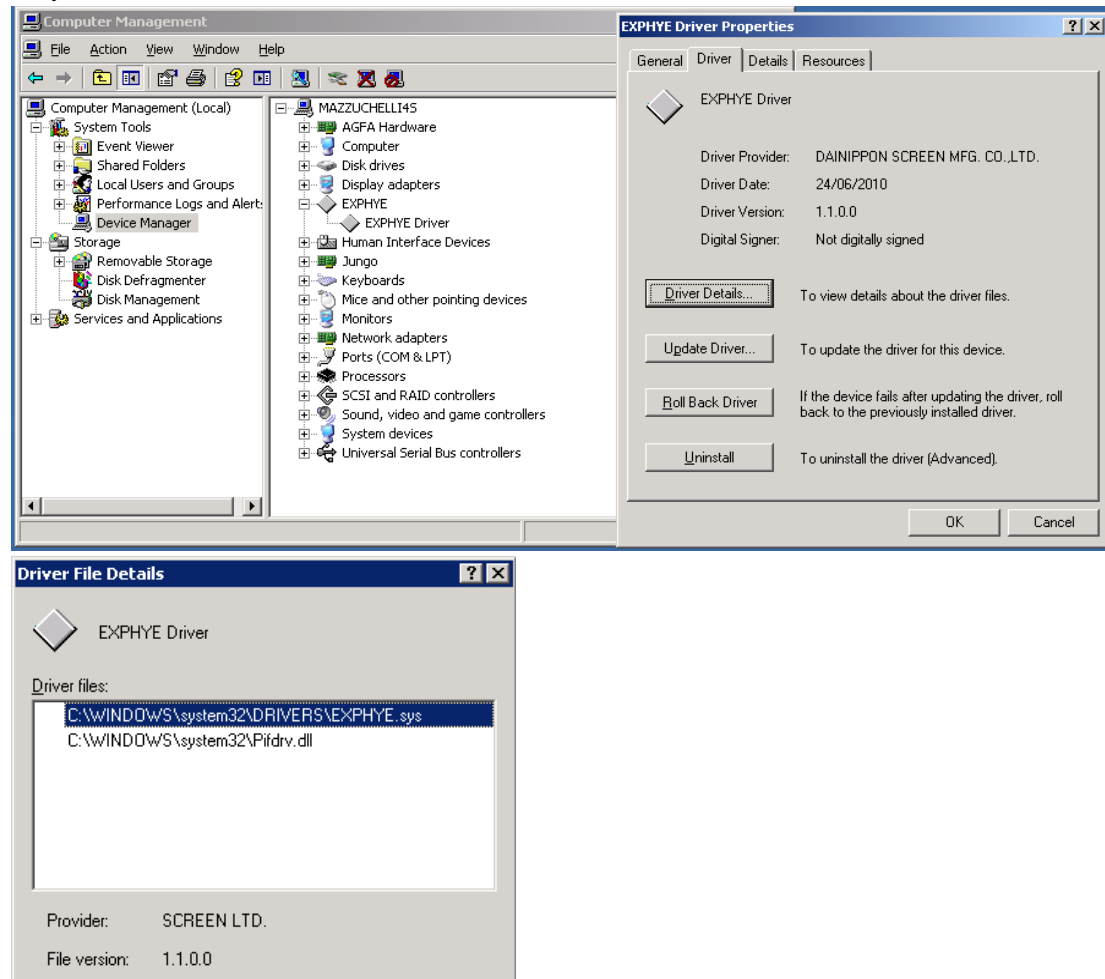 Computer Management
File Action View Window Help
Computer Management (Local)
System Tools
Event Viewer
Shared Folders
Local Users and Groups
Performance Logs and Alert
Device Manager
Storage
Removable Storage
Disk Defragmenter
Disk Management
Services and Applications
MAZZUCHELLI4S
AGFA Hardware
Computer
Disk drives
Display adapters
EXPHYE
EXPHYE Driver
Human Interface Devices
Jungo
Keyboards
Mice and other pointing devices
Monitors
Network adapters
Ports (COM & LPT)
Processors
SCSI and RAID controllers
Sound, video and game controllers
System devices
Universal Serial Bus controllers
EXPHYE Driver Properties
General Driver Details Resources
EXPHYE Driver
Driver Provider: DAINIPPON SCREEN MFG. CO.,LTD.
Driver Date: 24/06/2010
Driver Version: 1.1.0.0
Digital Signer: Not digitally signed
Driver Details... To view details about the driver files.
Update Driver... To update the driver for this device.
Roll Back Driver If the device fails after updating the driver, roll
back to the previously installed driver.
Uninstall To uninstall the driver (Advanced).
OK Cancel
Driver File Details
EXPHYE Driver
Driver files:
C:\WINDOWS\system32\DRIVERS\EXPHYE.sys
C:\WINDOWS\system32\Pifdrv.dll
Provider: SCREEN LTD.
File version: 1.1.0.0